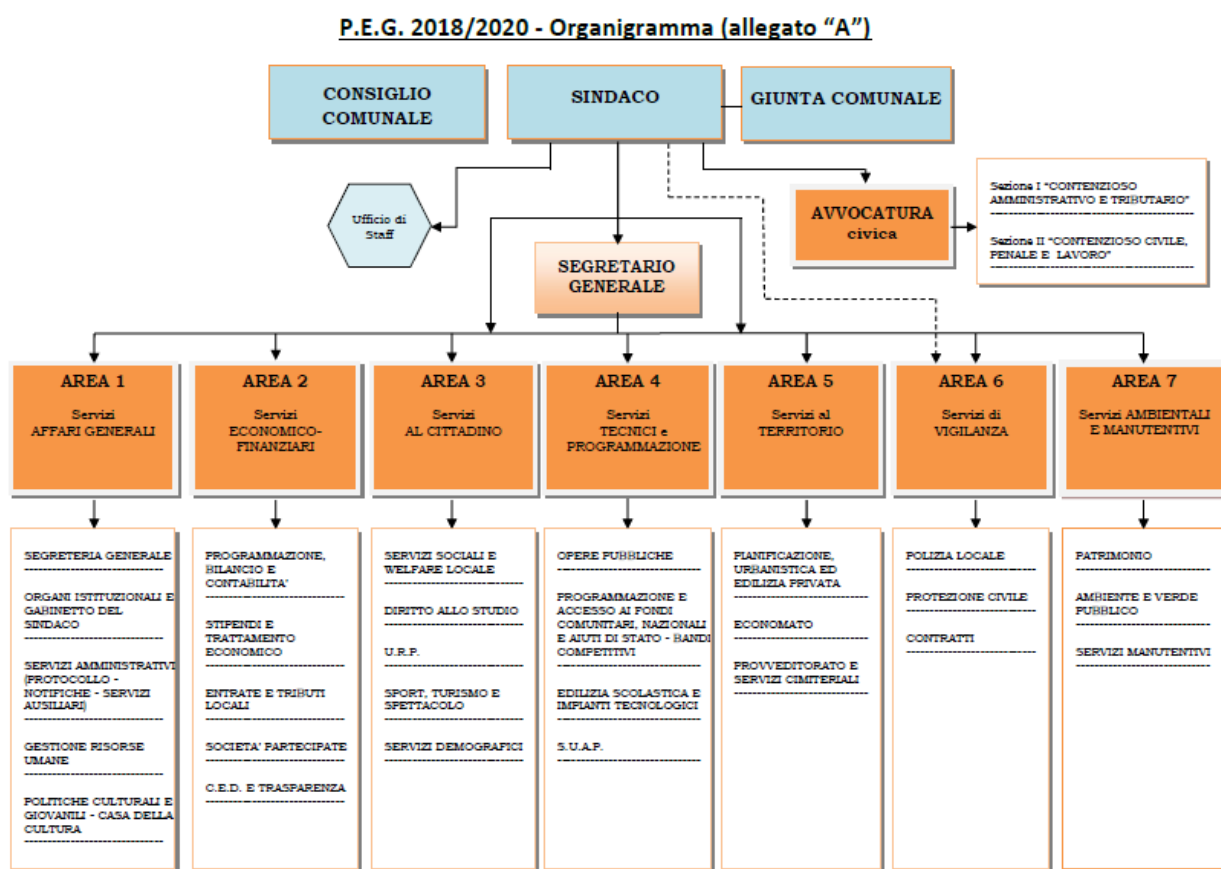 P.E.G. 2018/2020 - Organigramma (allegato “A”)
CONSIGLIO
COMUNALE
SINDACO
GIUNTA COMUNALE
Ufficio di
Staff
SEGRETARIO
GENERALE
AVVOCATURA
civica
Sezione I “CONTENZIOSO
AMMINISTRATIVO E TRIBUTARIO”
Sezione II “CONTENZIOSO CIVILE,
PENALE E LAVORO”
AREA 1
Servizi
AFFARI GENERALI
AREA 2
Servizi
ECONOMICO-
FINANZIARI
AREA 3
Servizi
AL CITTADINO
AREA 4
Servizi
TECNICI e
PROGRAMMAZIONE
AREA 5
Servizi al
TERRITORIO
AREA 6
Servizi di
VIGILANZA
AREA 7
Servizi AMBIENTALI
E MANUTENTIVI
SEGRETERIA GENERALE
ORGANI ISTITUZIONALI E
GABINETTO DEL
SINDACO
SERVIZI AMMINISTRATIVI
(PROTOCOLLO -
NOTIFICHE - SERVIZI
AUSILIARI)
GESTIONE RISORSE
UMANE
POLITICHE CULTURALI E
GIOVANILI - CASA DELLA
CULTURA
PROGRAMMAZIONE,
BILANCIO E
CONTABILITA'
STIPENDI E
TRATTAMENTO
ECONOMICO
ENTRATE E TRIBUTI
LOCALI
SOCIETA' PARTECIPATE
C.E.D. E TRASPARENZA
SERVIZI SOCIALI E
WELFARE LOCALE
DIRITTO ALLO STUDIO
U.R.P.
SPORT, TURISMO E
SPETTACOLO
SERVIZI DEMOGRAFICI
OPERE PUBBLICHE
PROGRAMMAZIONE E
ACCESSO AI FONDI
COMUNITARI, NAZIONALI
E AIUTI DI STATO - BANDI
COMPETITIVI
EDILIZIA SCOLASTICA E
IMPIANTI TECNOLOGICI
S.U.A.P.
PIANIFICAZIONE,
URBANISTICA ED
EDILIZIA PRIVATA
ECONOMATO
PROVVEDITORATO E
SERVIZI CIMITERIALI
POLIZIA LOCALE
PROTEZIONE CIVILE
CONTRATTI
PATRIMONIO
AMBIENTE E VERDE
PUBBLICO
SERVIZI MANUTENTIVI